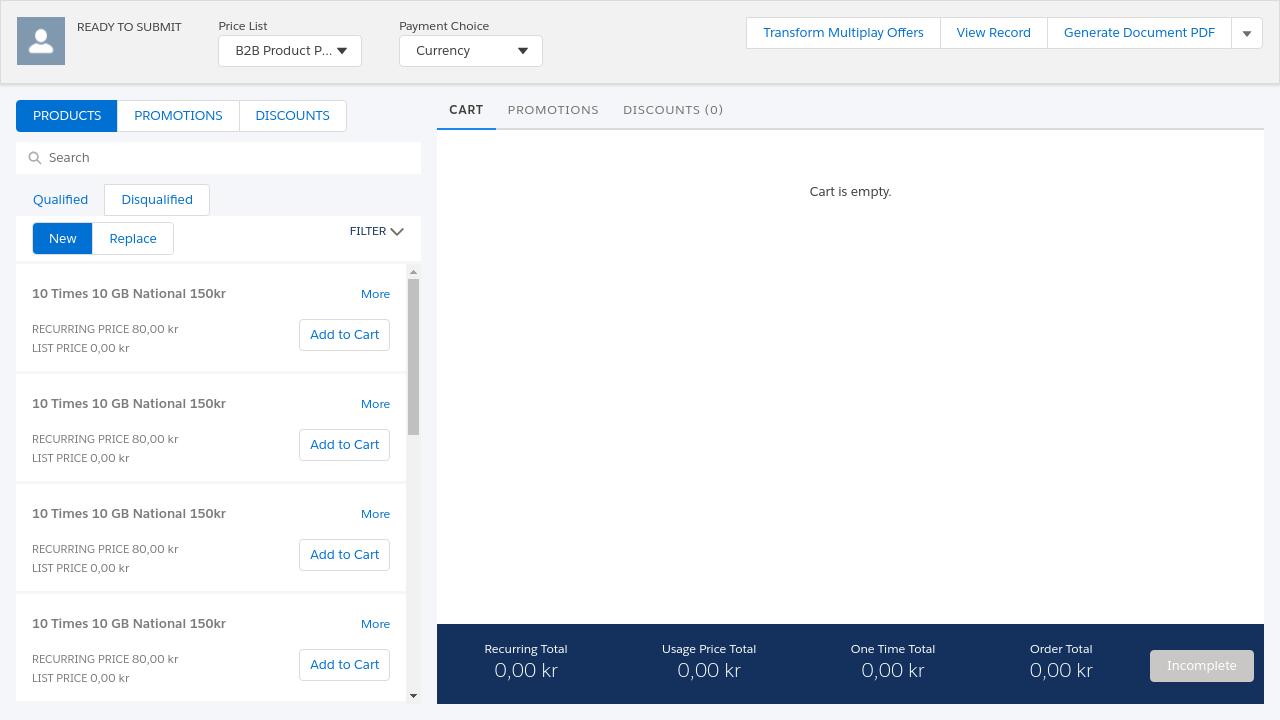 READY TO SUBMIT
Price List
B2B Product P...
Payment Choice
Currency
Transform Multiplay Offers
View Record
Generate Document PDF
PRODUCTS
PROMOTIONS
DISCOUNTS
Search
Qualified
Disqualified
New
Replace
FILTER
10 Times 10 GB National 150kr
More
RECURRING PRICE 80,00 kr
LIST PRICE 0,00 kr
Add to Cart
10 Times 10 GB National 150kr
More
RECURRING PRICE 80,00 kr
LIST PRICE 0,00 kr
Add to Cart
10 Times 10 GB National 150kr
More
RECURRING PRICE 80,00 kr
LIST PRICE 0,00 kr
Add to Cart
10 Times 10 GB National 150kr
More
RECURRING PRICE 80,00 kr
LIST PRICE 0,00 kr
Add to Cart
CART
PROMOTIONS
DISCOUNTS (0)
Cart is empty.
Recurring Total
0,00 kr
Usage Price Total
0,00 kr
One Time Total
0,00 kr
Order Total
0,00 kr
Incomplete